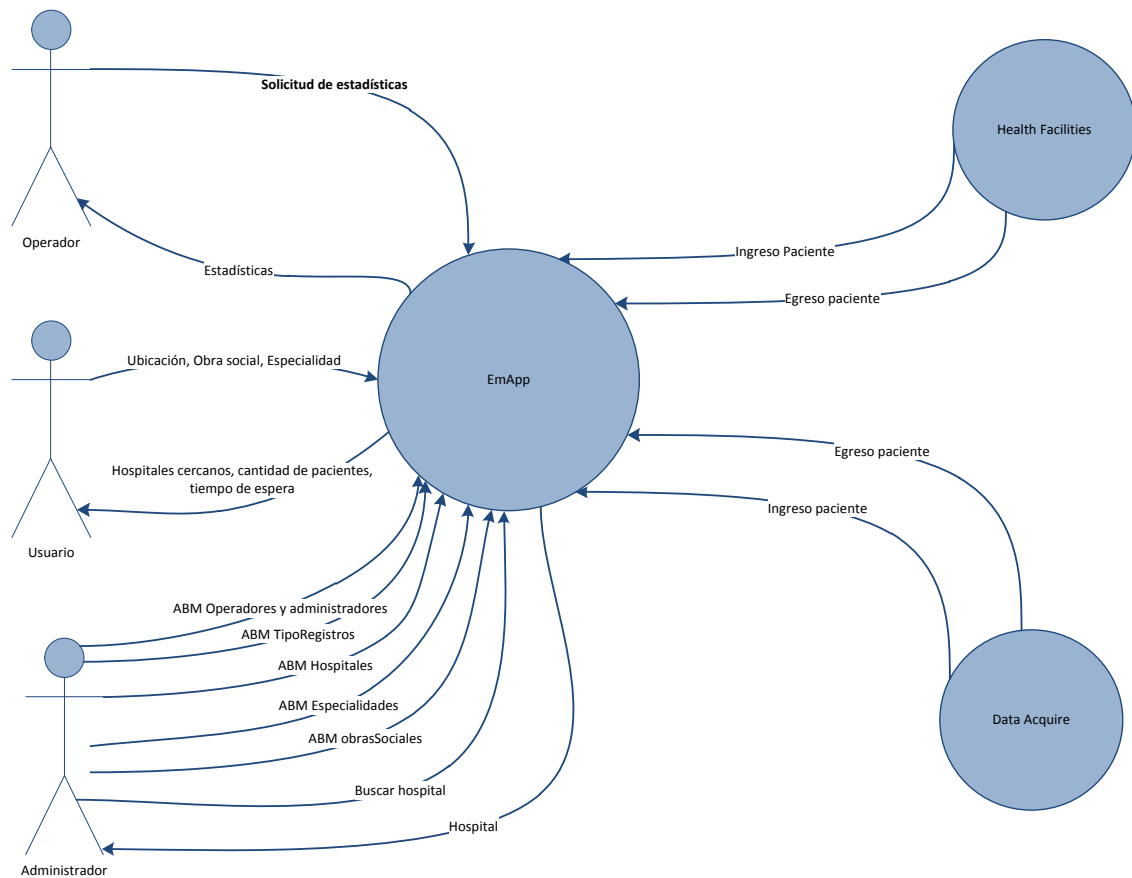 Solicitud de estadísticas
Health Facilities
Operador
Ingreso Paciente
Estadísticas
Egreso paciente
Ubicación, Obra social, Especialidad
EmApp
Egreso paciente
Hospitales cercanos, cantidad de pacientes,
tiempo de espera
Ingreso paciente
Usuario
ABM Operadores y administradores
ABM TipoRegistros
ABM Hospitales
ABM Especialidades
Data Acquire
ABM obrasSociales
Buscar hospital
Hospital
Administrador